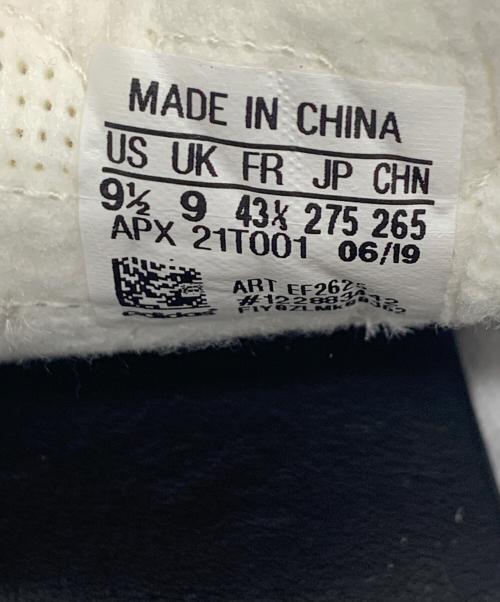 MADE IN CHINA
US UK FR JP CHN
9½ 9 43⅓ 275 265
APX 21T001 06/19
ART EF2625
adidas